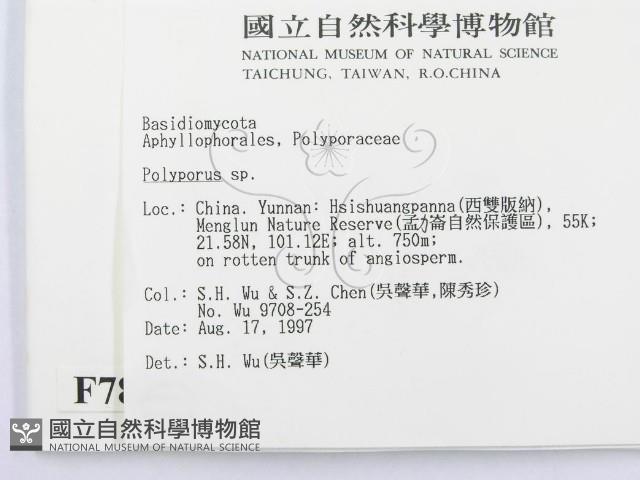 國立自然科學博物館
NATIONAL MUSEUM OF NATURAL SCIENCE
TAICHUNG, TAIWAN, R.O.CHINA
Basidiomycota
Aphyllophorales, Polyporaceae
Polyporus sp.
Loc.: China. Yunnan: Hsishuangpanna(西雙版納),
Menglun Nature Reserve(孟力崙自然保護區), 55K;
21.58N, 101.12E; alt. 750m;
on rotten trunk of angiosperm.
Col.: S.H. Wu & S.Z. Chen(吳聲華,陳秀珍)
No. Wu 9708-254
Date: Aug. 17, 1997
Det.: S.H. Wu(吳聲華)
F78
國立自然科學博物館
NATIONAL MUSEUM OF NATURAL SCIENCE